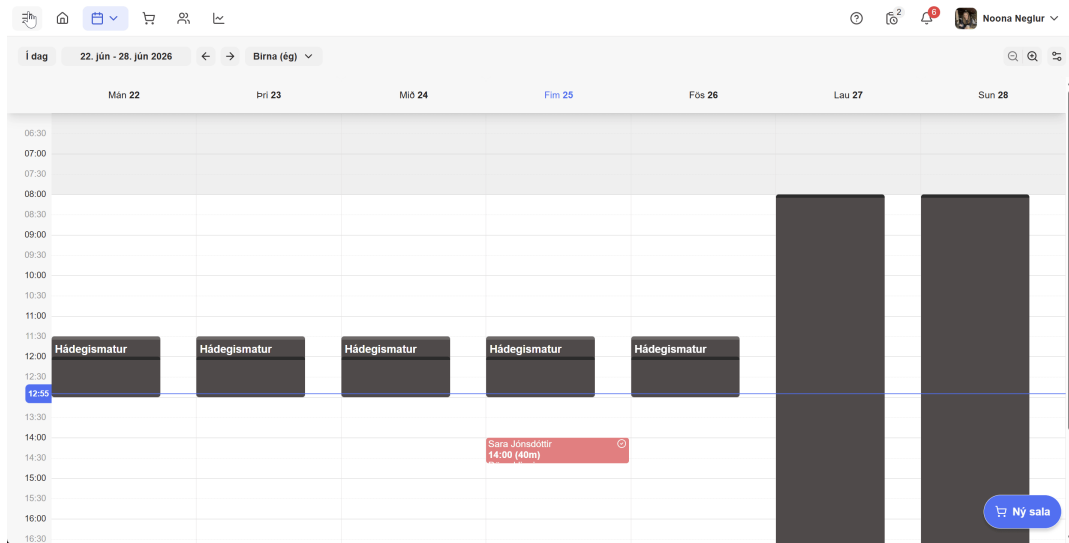 2
6
Noona Neglur
Í dag
22. jún - 28. jún 2026
Birna (ég)
Mán 22
Þri 23
Mið 24
Fim 25
Fös 26
Lau 27
Sun 28
06:30
07:00
07:30
08:00
08:30
09:00
09:30
10:00
10:30
11:00
11:30
Hádegismatur
Hádegismatur
Hádegismatur
Hádegismatur
Hádegismatur
12:00
12:30
12:55
13:30
14:00
Sara Jónsdóttir
14:00 (40m)
14:30
15:00
15:30
16:00
Ný sala
16:30